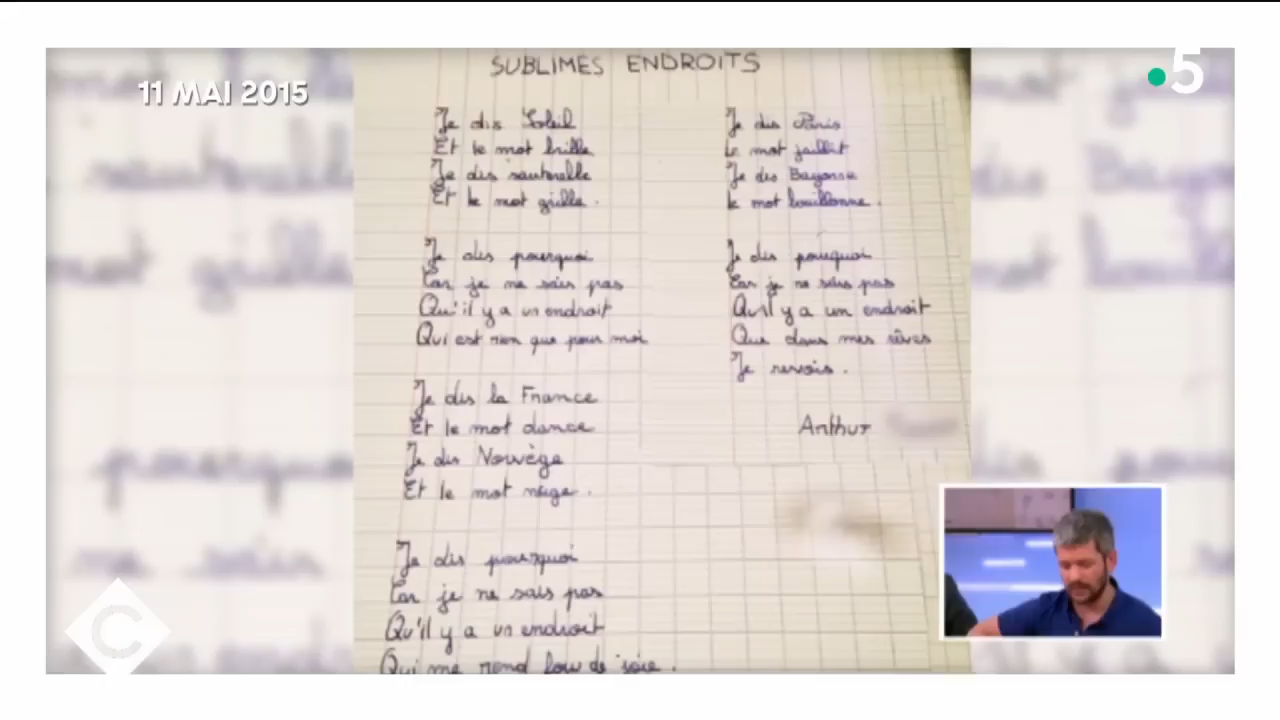 11 MAI 2015
5
SUBLIMES ENDROITS
Je dis Soleil
Et le mot brille
Je dis sauterelle
Et le mot grille.
Je dis pourquoi
Car je ne sais pas
Qu'il y a un endroit
Qui est rien que pour moi
Je dis la France
Et le mot dance
Je dis Norvège
Et le mot neige.
Je dis pourquoi
Car je ne sais pas
Qu'il y a un endroit
Qui me rend fou de joie.
Je dis Paris
Le mot jaillit
Je dis Bayonne
le mot bouillonne.
Je dis pourquoi
Car je ne sais pas
Qu'il y a un endroit
Que dans mes rêves
Je revois.
Arthur
C